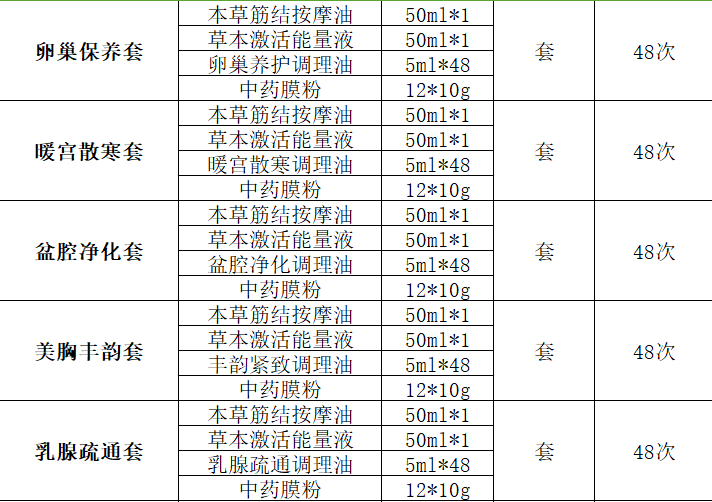 卵巢保养套
本草筋结按摩油 50ml*1
草本激活能量液 50ml*1
卵巢养护调理油 5ml*48
中药膜粉 12*10g
套 48次
暖宫散寒套
本草筋结按摩油 50ml*1
草本激活能量液 50ml*1
暖宫散寒调理油 5ml*48
中药膜粉 12*10g
套 48次
盆腔净化套
本草筋结按摩油 50ml*1
草本激活能量液 50ml*1
盆腔净化调理油 5ml*48
中药膜粉 12*10g
套 48次
美胸丰韵套
本草筋结按摩油 50ml*1
草本激活能量液 50ml*1
丰韵紧致调理油 5ml*48
中药膜粉 12*10g
套 48次
乳腺疏通套
本草筋结按摩油 50ml*1
草本激活能量液 50ml*1
乳腺疏通调理油 5ml*48
中药膜粉 12*10g
套 48次